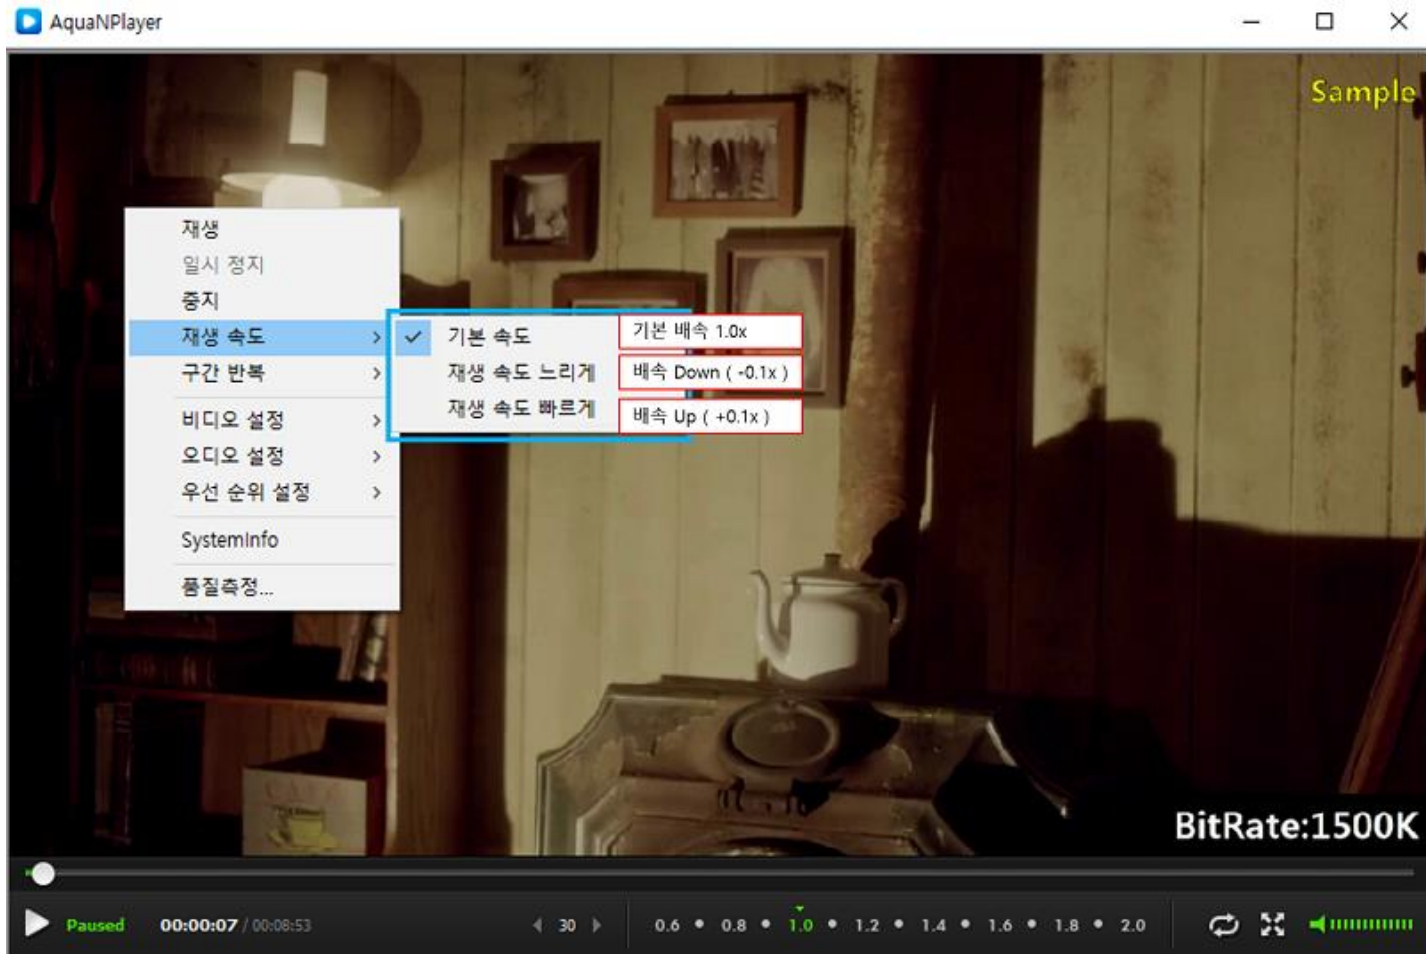 AquaNPlayer
Sample
재생
일시 정지
중지
재생 속도
구간 반복
비디오 설정
오디오 설정
우선 순위 설정
SystemInfo
품질측정...
기본 속도
재생 속도 느리게
재생 속도 빠르게
기본 배속 1.0x
배속 Down ( -0.1x )
배속 Up ( +0.1x )
BitRate:1500K
Paused 00:00:07 / 00:08:53 30 0.6 0.8 1.0 1.2 1.4 1.6 1.8 2.0